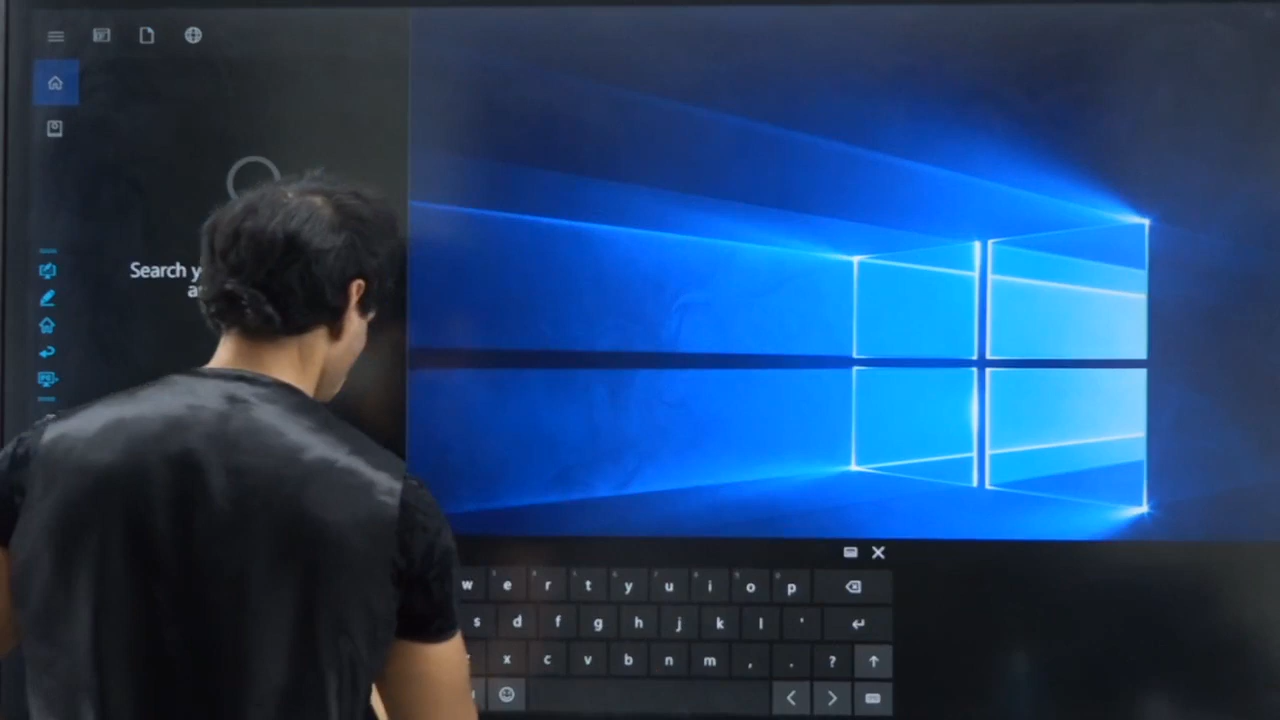 Search y
w e r t y u i o p
s d f g h j k l '
x c v b n m , . ?